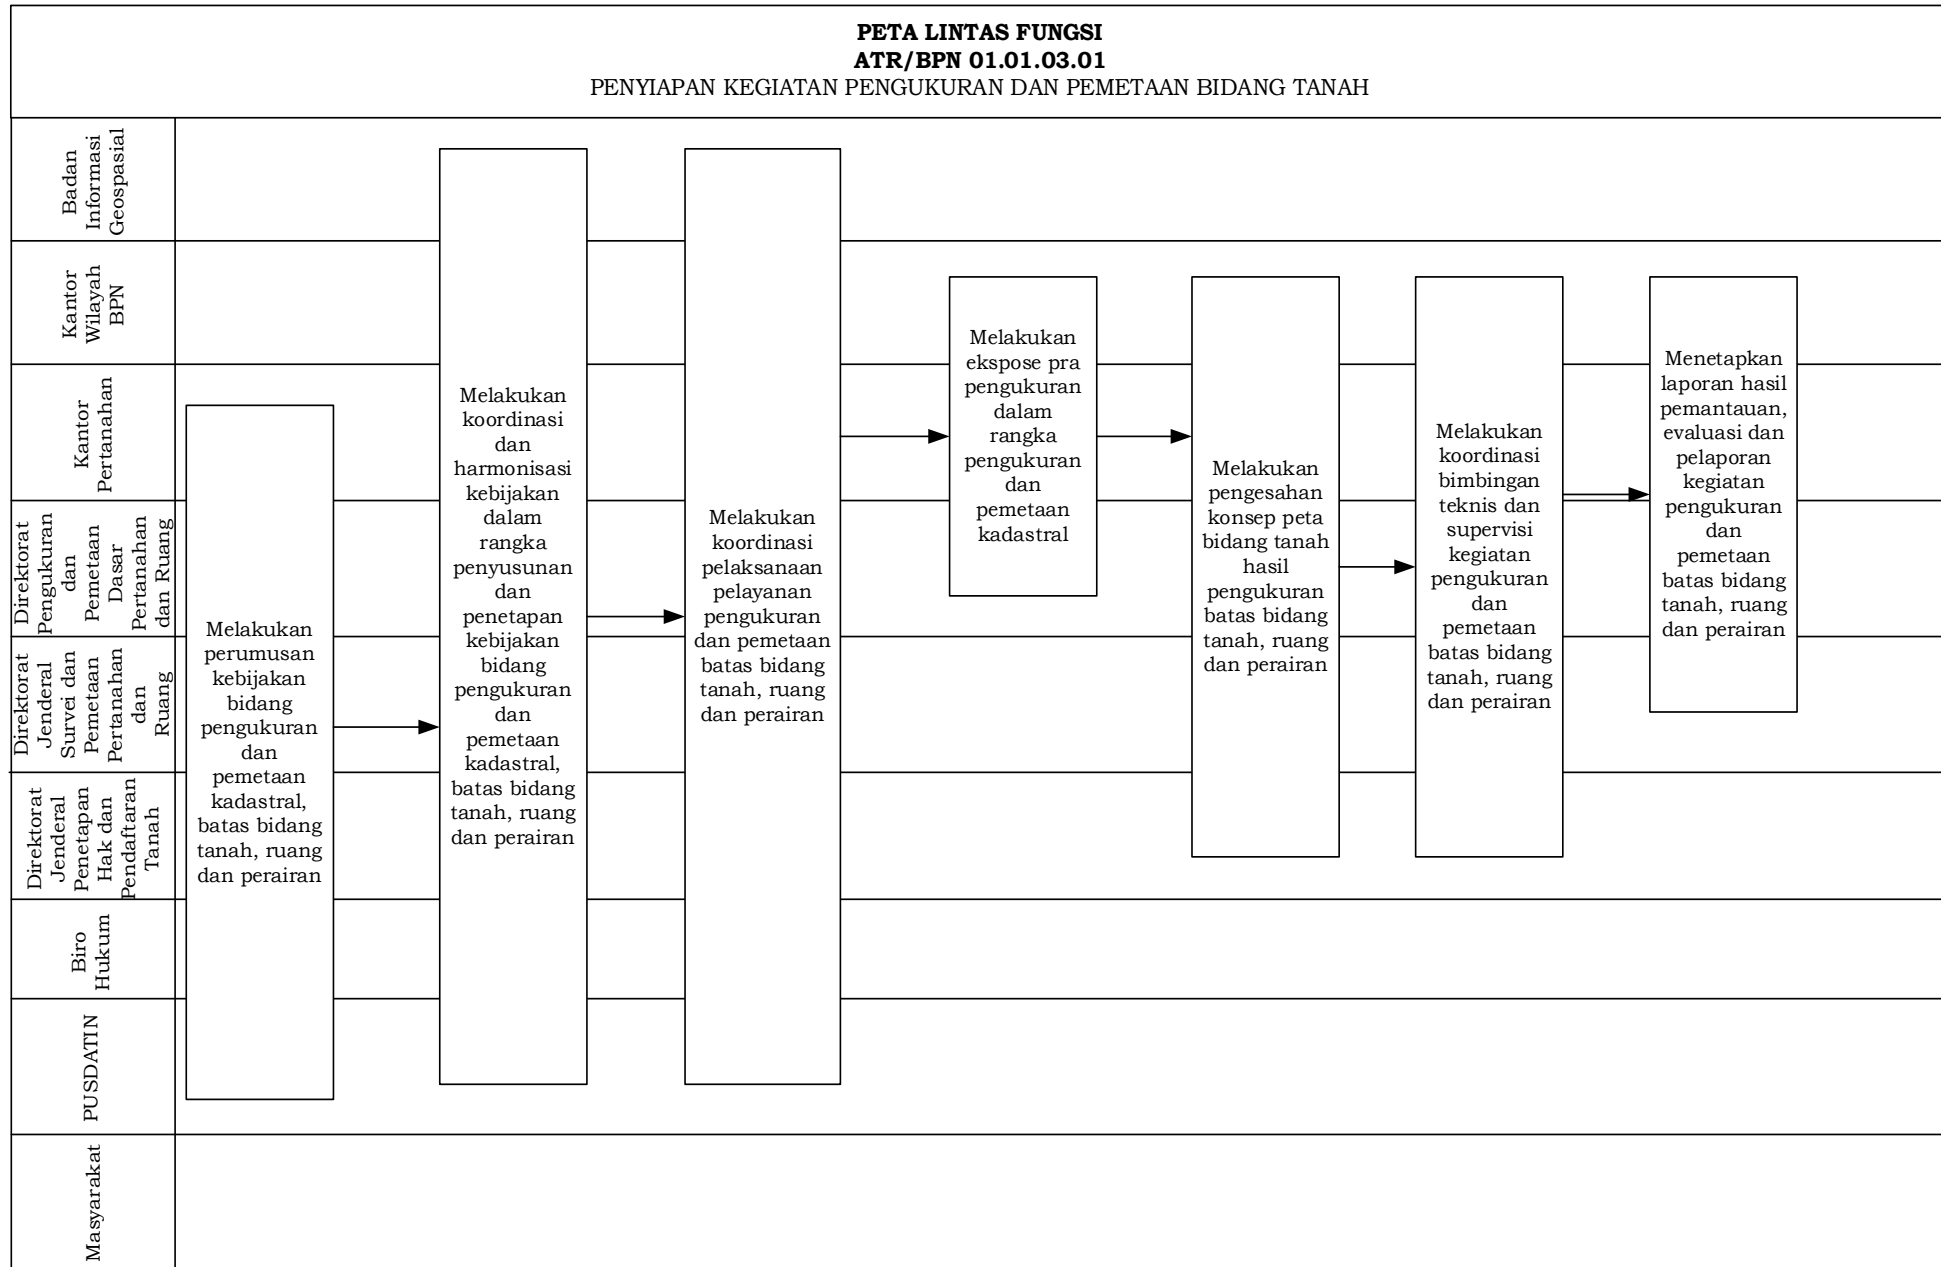 PETA LINTAS FUNGSI
ATR/BPN 01.01.03.01
PENYIAPAN KEGIATAN PENGUKURAN DAN PEMETAAN BIDANG TANAH
Badan
Informasi
Geospasial
Kantor
Wilayah
BPN
Kantor
Pertanahan
Direktorat
Pengukuran
dan
Pemetaan
Dasar
Pertanahan
dan Ruang
Direktorat
Jenderal
Survei dan
Pemetaan
Pertanahan
dan
Ruang
Direktorat
Jenderal
Penetapan
Hak dan
Pendaftaran
Tanah
Biro
Hukum
PUSDATIN
Masyarakat
Melakukan
perumusan
kebijakan
bidang
pengukuran
dan
pemetaan
kadastral,
batas bidang
tanah, ruang
dan perairan
Melakukan
koordinasi
dan
harmonisasi
kebijakan
dalam
rangka
penyusunan
dan
penetapan
kebijakan
bidang
pengukuran
dan
pemetaan
kadastral,
batas bidang
tanah, ruang
dan perairan
Melakukan
koordinasi
pelaksanaan
pelayanan
pengukuran
dan pemetaan
batas bidang
tanah, ruang
dan perairan
Melakukan
ekspose pra
pengukuran
dalam
rangka
pengukuran
dan
pemetaan
kadastral
Melakukan
pengesahan
konsep peta
bidang tanah
hasil
pengukuran
batas bidang
tanah, ruang
dan perairan
Melakukan
koordinasi
bimbingan
teknis dan
supervisi
kegiatan
pengukuran
dan
pemetaan
batas bidang
tanah, ruang
dan perairan
Menetapkan
laporan hasil
pemantauan,
evaluasi dan
pelaporan
kegiatan
pengukuran
dan
pemetaan
batas bidang
tanah, ruang
dan perairan